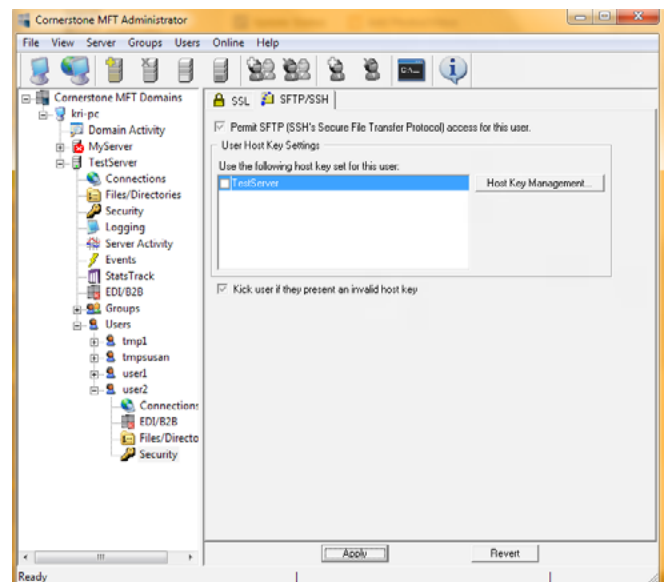 Cornerstone MFT Administrator
File View Server Groups Users Online Help
Cornerstone MFT Domains
kri-pc
Domain Activity
MyServer
TestServer
Connections
Files/Directories
Security
Logging
Server Activity
Events
StatsTrack
EDI/B2B
Groups
Users
tmp1
tmpsusan
user1
user2
Connection:
EDI/B2B
Files/Directo
Security
SSL SFTP/SSH
Permit SFTP (SSH's Secure File Transfer Protocol) access for this user.
User Host Key Settings
Use the following host key set for this user:
TestServer
Host Key Management...
Kick user if they present an invalid host key
Apply Revert
Ready